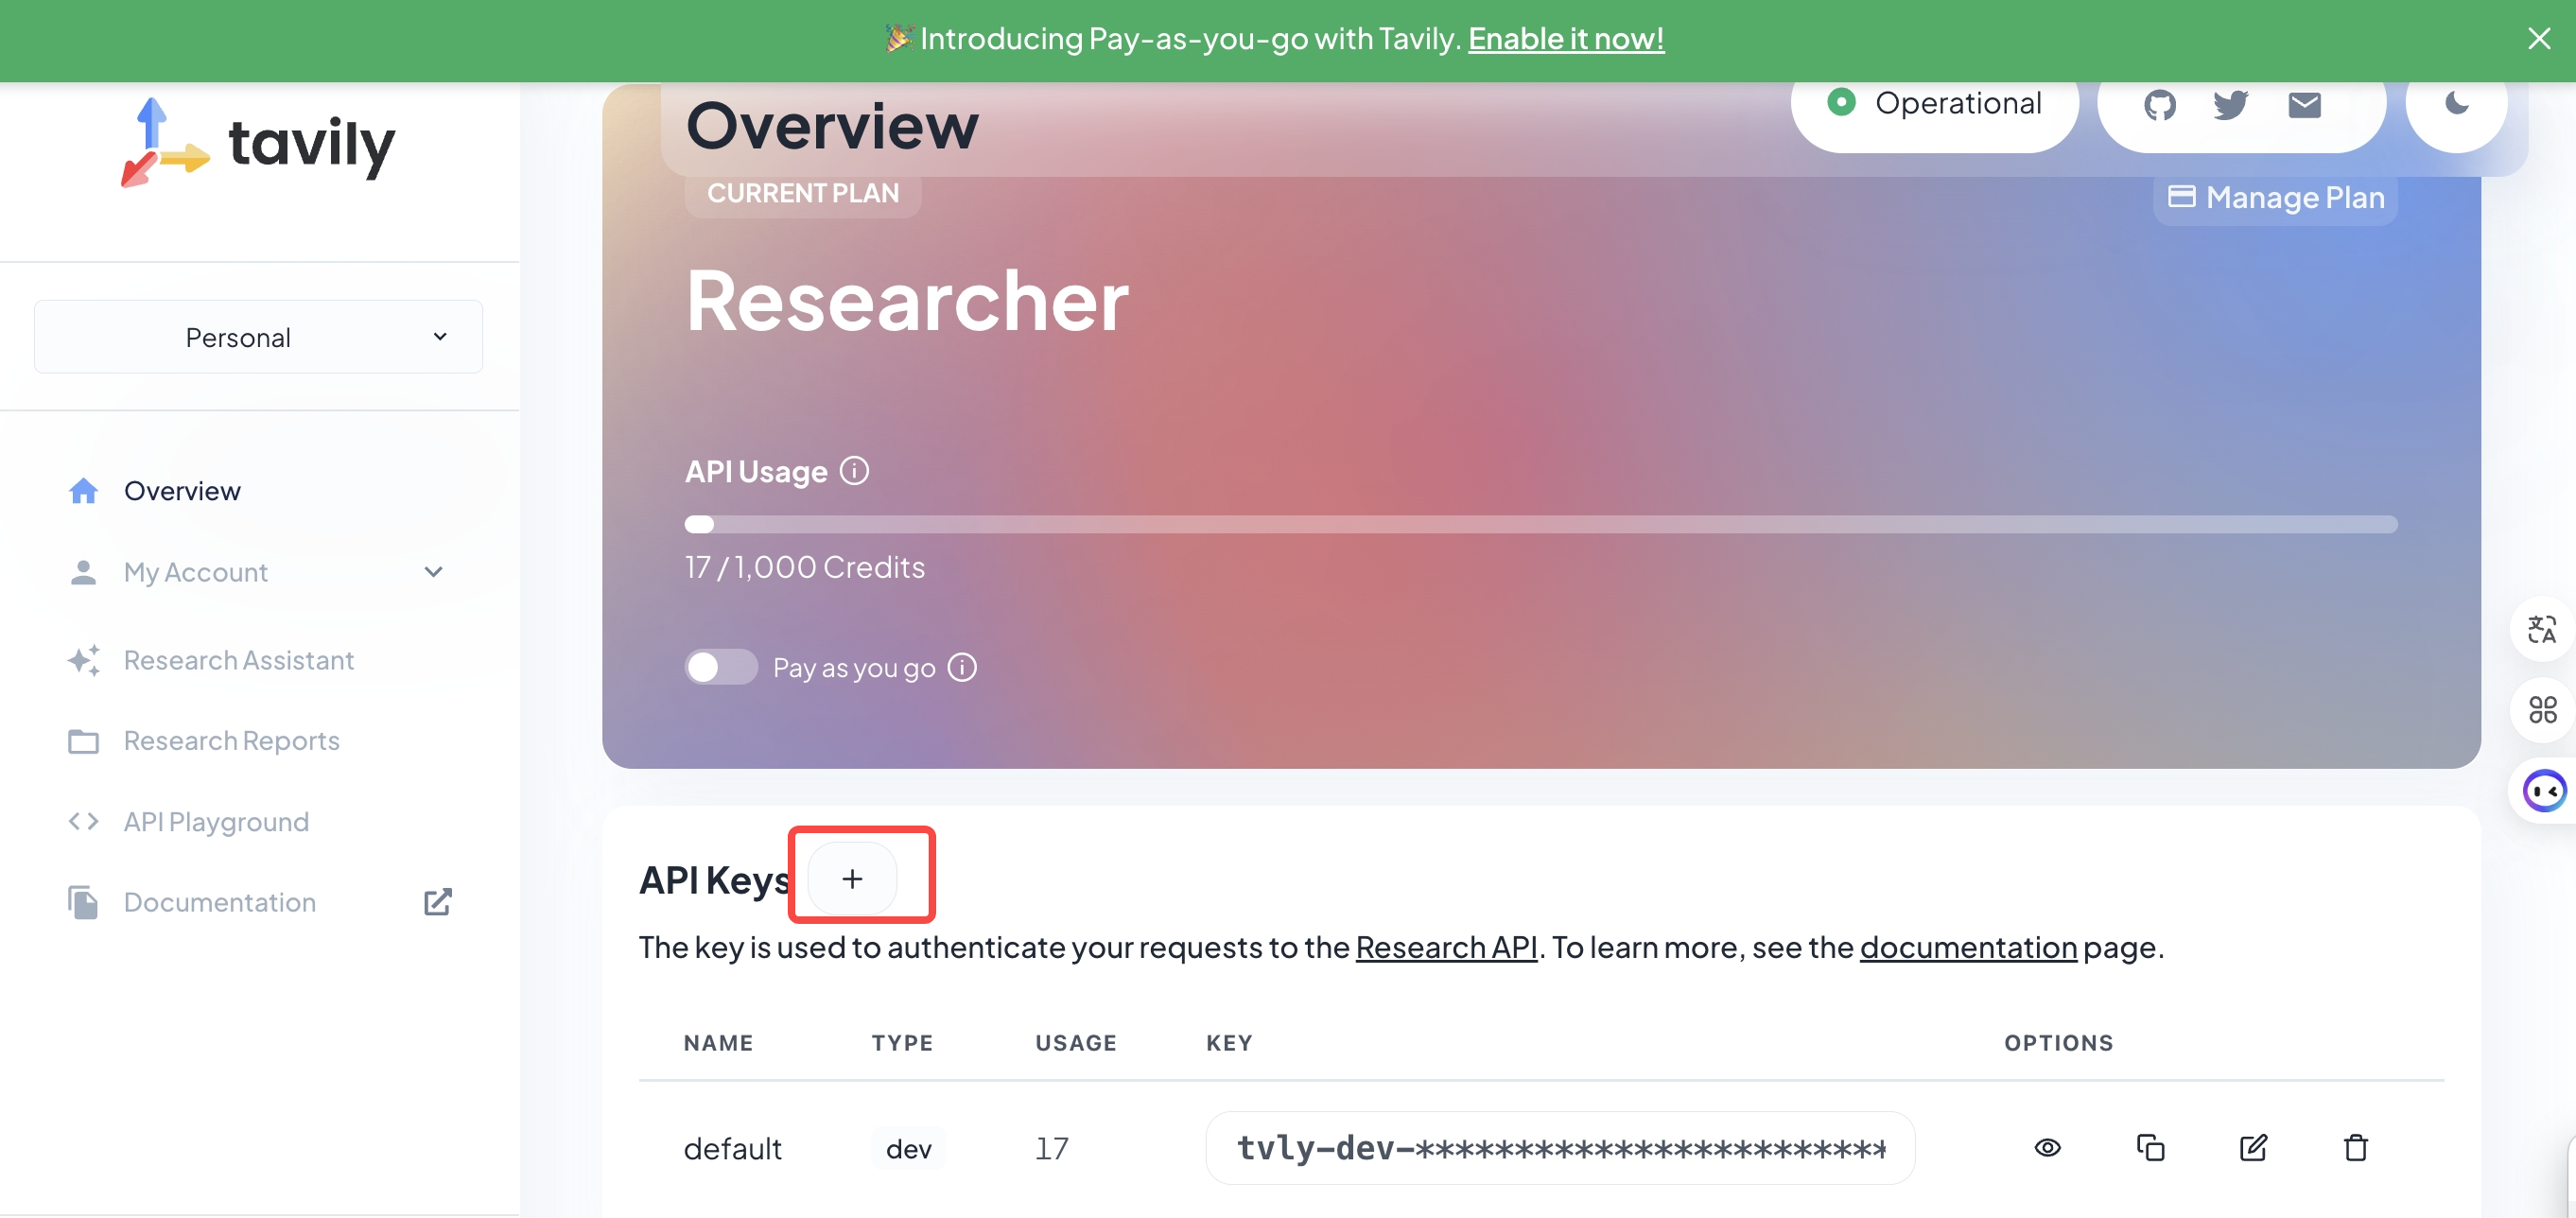 🎉 Introducing Pay-as-you-go with Tavily. Enable it now!
tavily
Personal
Overview
My Account
Research Assistant
Research Reports
API Playground
Documentation
Overview
Operational
CURRENT PLAN
Manage Plan
Researcher
API Usage
17 / 1,000 Credits
Pay as you go
API Keys
+
The key is used to authenticate your requests to the Research API. To learn more, see the documentation page.
NAME TYPE USAGE KEY OPTIONS
default dev 17 tvly-dev-************************